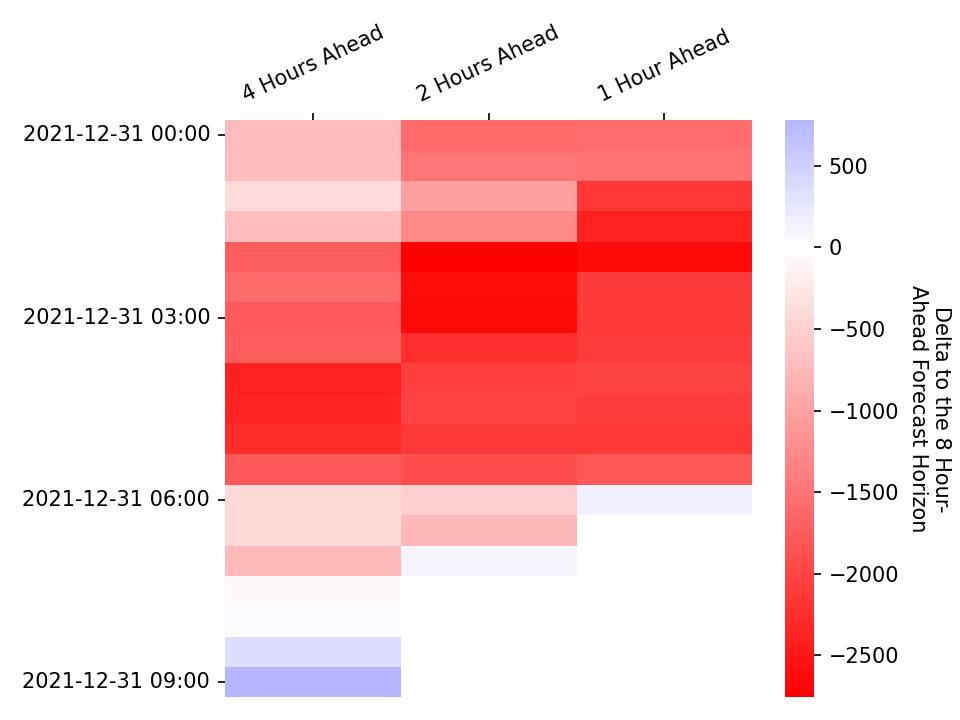 4 Hours Ahead
2 Hours Ahead
1 Hour Ahead
2021-12-31 00:00
2021-12-31 03:00
2021-12-31 06:00
2021-12-31 09:00
500
0
−500
−1000
−1500
−2000
−2500
Delta to the 8 Hour-
Ahead Forecast Horizon